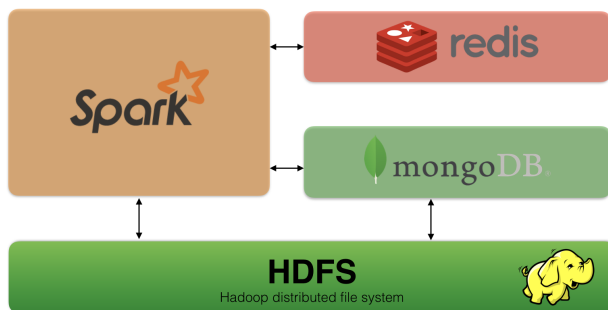 Spark
redis
mongoDB
HDFS
Hadoop distributed file system